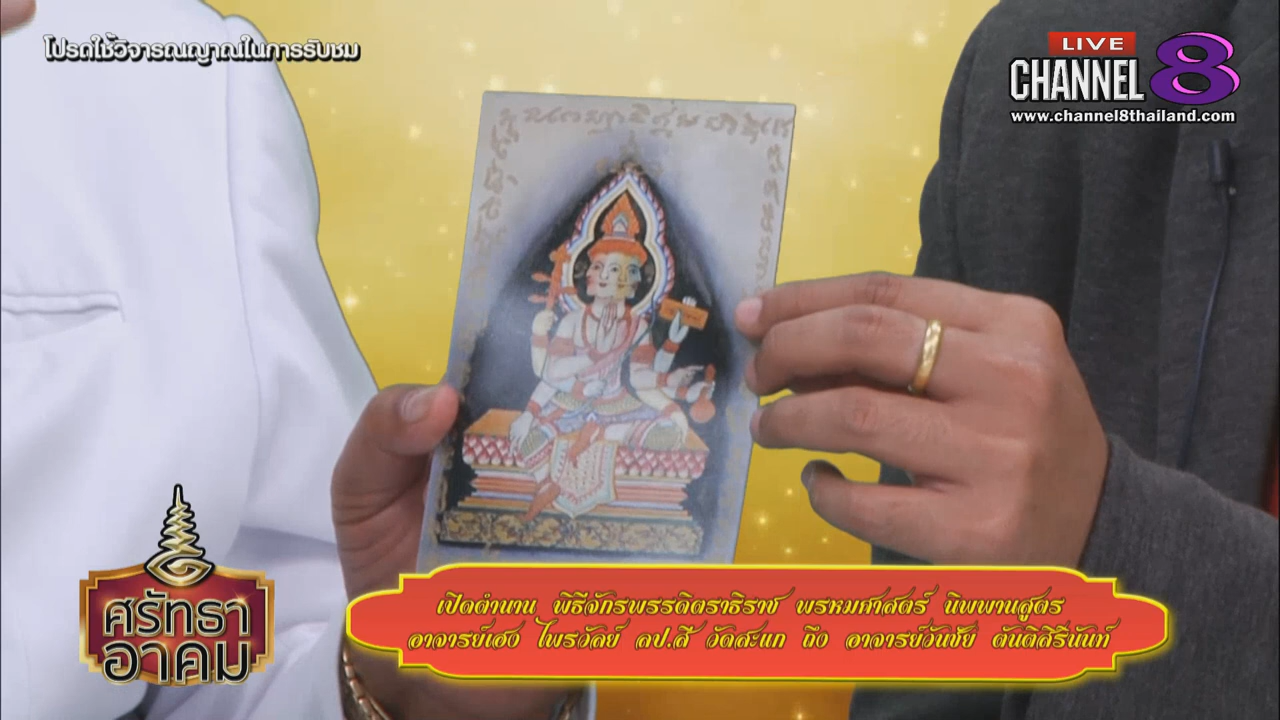 โปรดใช้วิจารณญาณในการรับชม
LIVE
CHANNEL 8
www.channel8thailand.com
ศรัทธา
อาคม
เปิดตำนาน พิธีจักรพรรดิตราธิราช พรหมศาสตร์ นิพพานสูตร
อาจารย์เฮง ไพรวัลย์ ลป.สี วัดสะแก ถึง อาจารย์วันชัย ตันติสิรินันท์